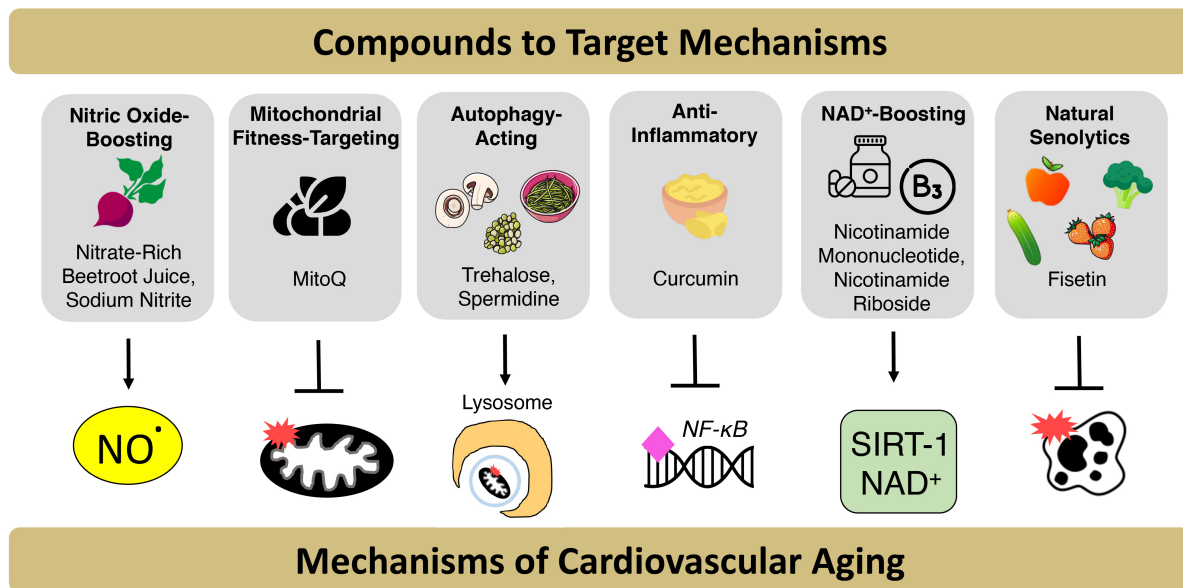 Compounds to Target Mechanisms
Nitric Oxide-
Boosting
Nitrate-Rich
Beetroot Juice,
Sodium Nitrite
Mitochondrial
Fitness-Targeting
MitoQ
Autophagy-
Acting
Trehalose,
Spermidine
Anti-
Inflammatory
Curcumin
NAD⁺-Boosting
B₃
Nicotinamide
Mononucleotide,
Nicotinamide
Riboside
Natural
Senolytics
Fisetin
NO•
Lysosome
NF-κB
SIRT-1
NAD⁺
Mechanisms of Cardiovascular Aging